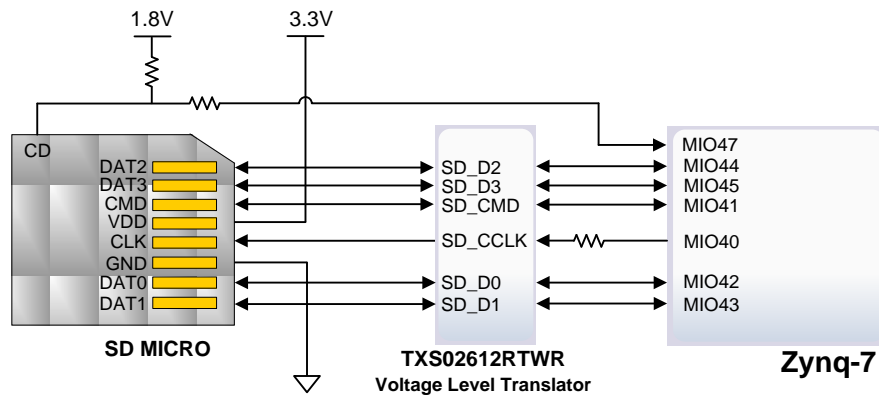 1.8V
3.3V
CD
DAT2
DAT3
CMD
VDD
CLK
GND
DAT0
DAT1
SD MICRO
SD_D2
SD_D3
SD_CMD
SD_CCLK
SD_D0
SD_D1
TXS02612RTWR
Voltage Level Translator
MIO47
MIO44
MIO45
MIO41
MIO40
MIO42
MIO43
Zynq-7